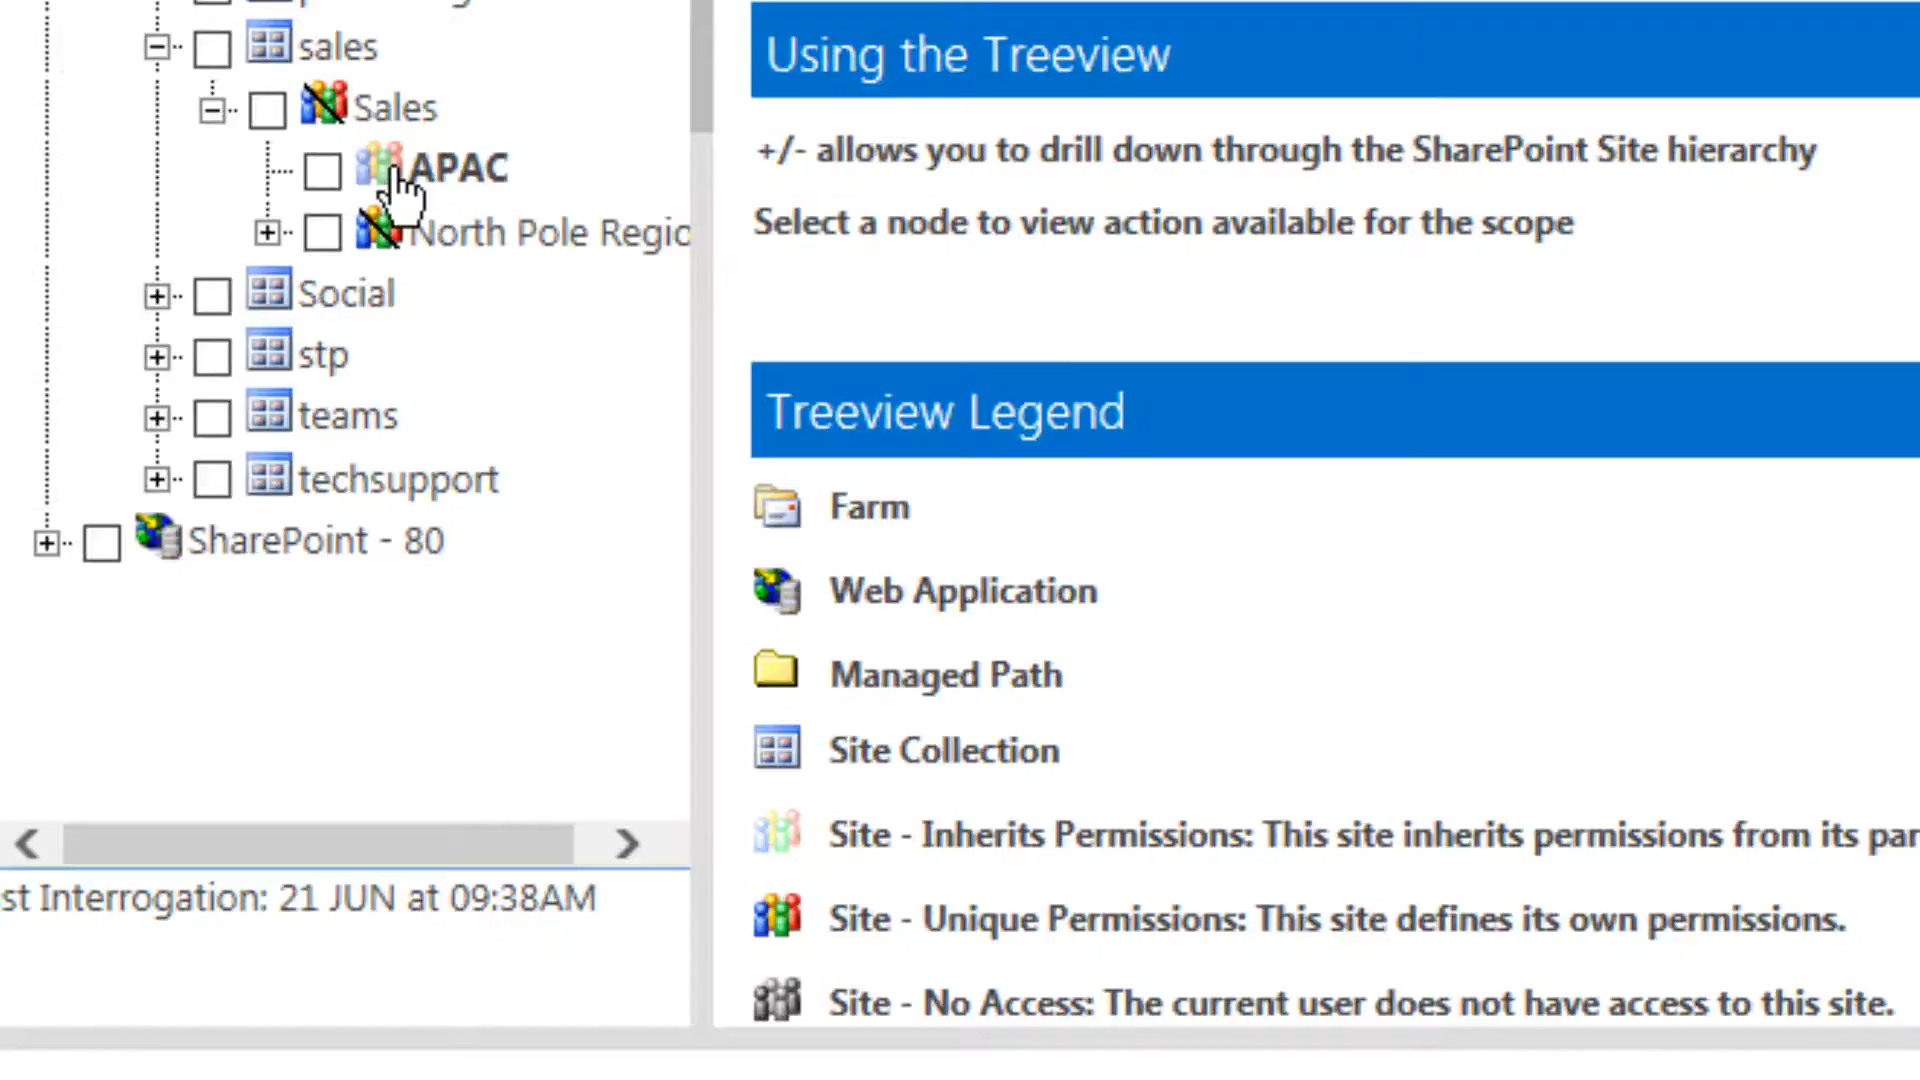 sales
Sales
APAC
North Pole Regio
Social
stp
teams
techsupport
SharePoint - 80
st Interrogation: 21 JUN at 09:38AM
Using the Treeview
+/- allows you to drill down through the SharePoint Site hierarchy
Select a node to view action available for the scope
Treeview Legend
Farm
Web Application
Managed Path
Site Collection
Site - Inherits Permissions: This site inherits permissions from its par
Site - Unique Permissions: This site defines its own permissions.
Site - No Access: The current user does not have access to this site.